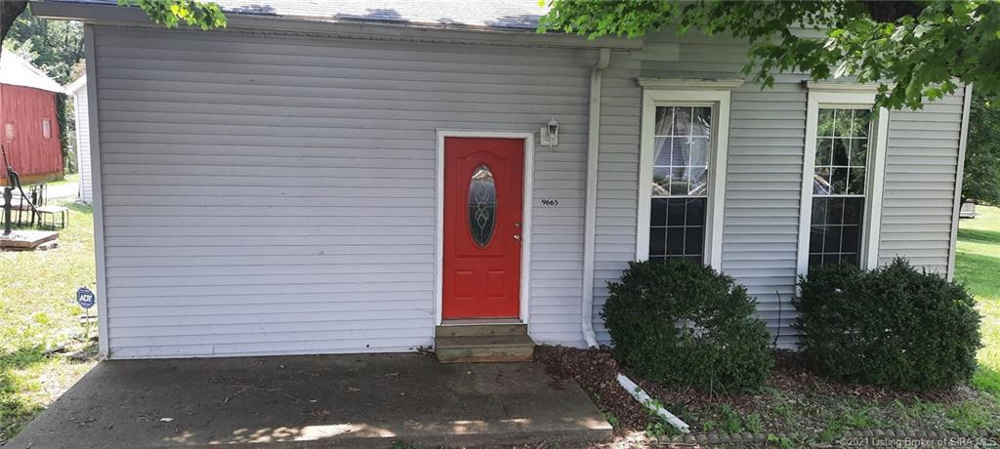 9665
ADT
©2021 Listing Broker of SIRA MLS